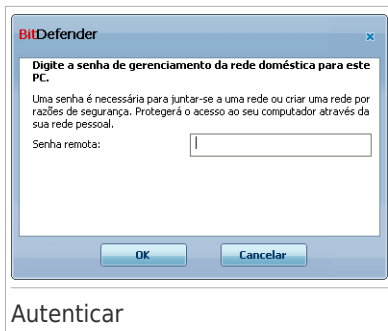 BitDefender
Digite a senha de gerenciamento da rede doméstica para este
PC.
Uma senha é necessária para juntar-se a uma rede ou criar uma rede por
razões de segurança. Protegerá o acesso ao seu computador através da
sua rede pessoal.
Senha remota:
OK Cancelar
Autenticar